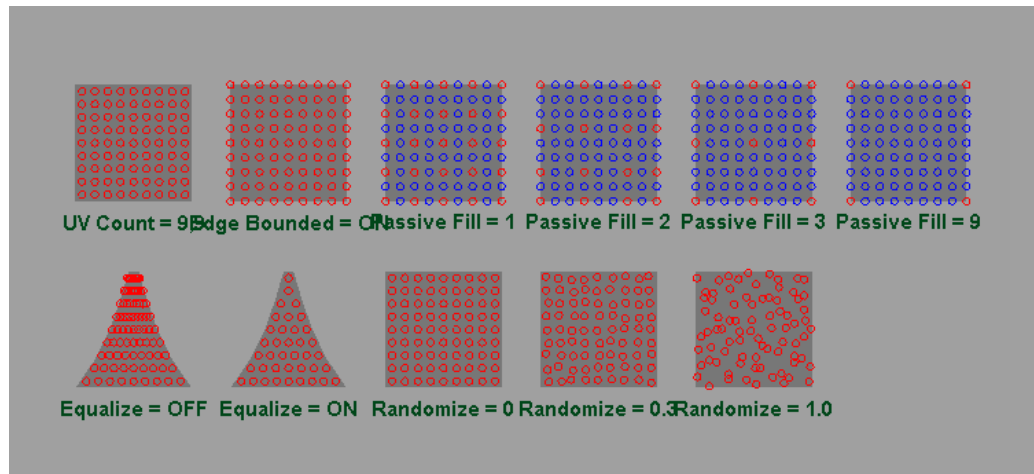 UV Count = 9,9
Edge Bounded = ON
Passive Fill = 1
Passive Fill = 2
Passive Fill = 3
Passive Fill = 9
Equalize = OFF
Equalize = ON
Randomize = 0
Randomize = 0.3
Randomize = 1.0